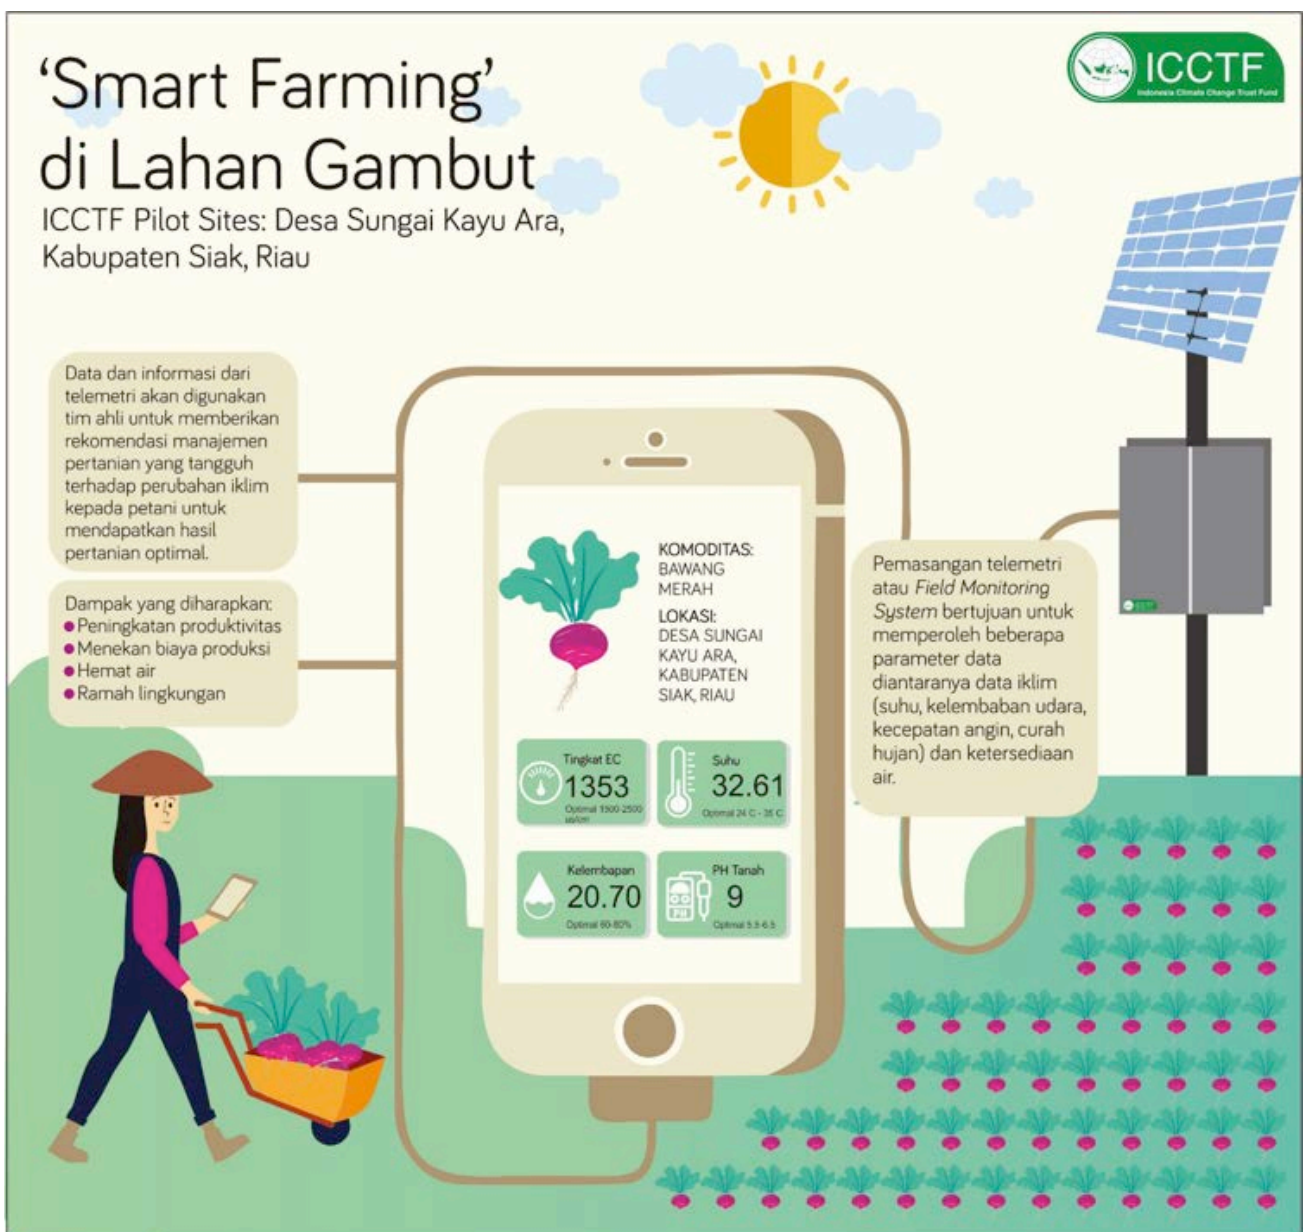 'Smart Farming'
di Lahan Gambut
ICCTF Pilot Sites: Desa Sungai Kayu Ara,
Kabupaten Siak, Riau
ICCTF
Indonesia Climate Change Trust Fund
Data dan informasi dari
telemetri akan digunakan
tim ahli untuk memberikan
rekomendasi manajemen
pertanian yang tangguh
terhadap perubahan iklim
kepada petani untuk
mendapatkan hasil
pertanian optimal.
Dampak yang diharapkan:
Peningkatan produktivitas
Menekan biaya produksi
Hemat air
Ramah lingkungan
KOMODITAS:
BAWANG
MERAH
LOKASI:
DESA SUNGAI
KAYU ARA,
KABUPATEN
SIAK, RIAU
Tingkat EC
1353
Optimal 1500-2500
us/cm
Suhu
32.61
Optimal 24 C - 35 C
Kelembapan
20.70
Optimal 60-80%
PH Tanah
9
Optimal 5.5-6.5
PH
Pemasangan telemetri
atau Field Monitoring
System bertujuan untuk
memperoleh beberapa
parameter data
diantaranya data iklim
(suhu, kelembaban udara,
kecepatan angin, curah
hujan) dan ketersediaan
air.